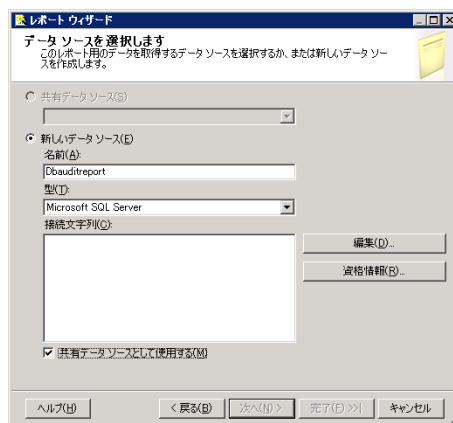 レポート ウィザード
データ ソースを選択します
このレポート用のデータを取得するデータ ソースを選択するか、または新しいデータ ソー
スを作成します。
共有データ ソース(S)
新しいデータ ソース(E)
名前(A):
Dbauditreport
型(T):
Microsoft SQL Server
接続文字列(C):
編集(D)...
資格情報(R)...
共有データ ソースとして使用する(M)
ヘルプ(H)
< 戻る(B)
次へ(N) >
完了(F) >>|
キャンセル